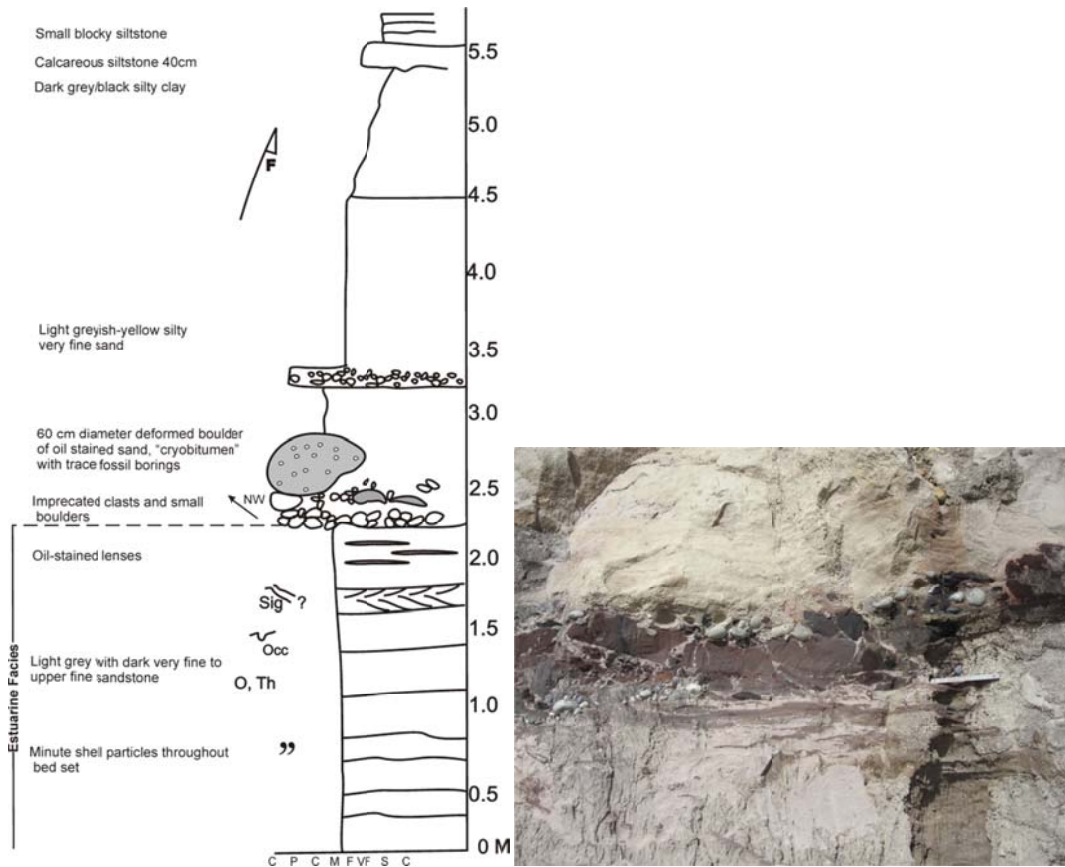 Small blocky siltstone
Calcareous siltstone 40cm
Dark grey/black silty clay
F
Light greyish-yellow silty
very fine sand
60 cm diameter deformed boulder
of oil stained sand, "cryobitumen"
with trace fossil borings
Imprecated clasts and small
boulders
NW
Oil-stained lenses
Sig ?
Occ
Light grey with dark very fine to
upper fine sandstone
O, Th
Minute shell particles throughout
bed set
”
Estuarine Facies
5.5
5.0
4.5
4.0
3.5
3.0
2.5
2.0
1.5
1.0
0.5
0 M
C P C M F VF S C